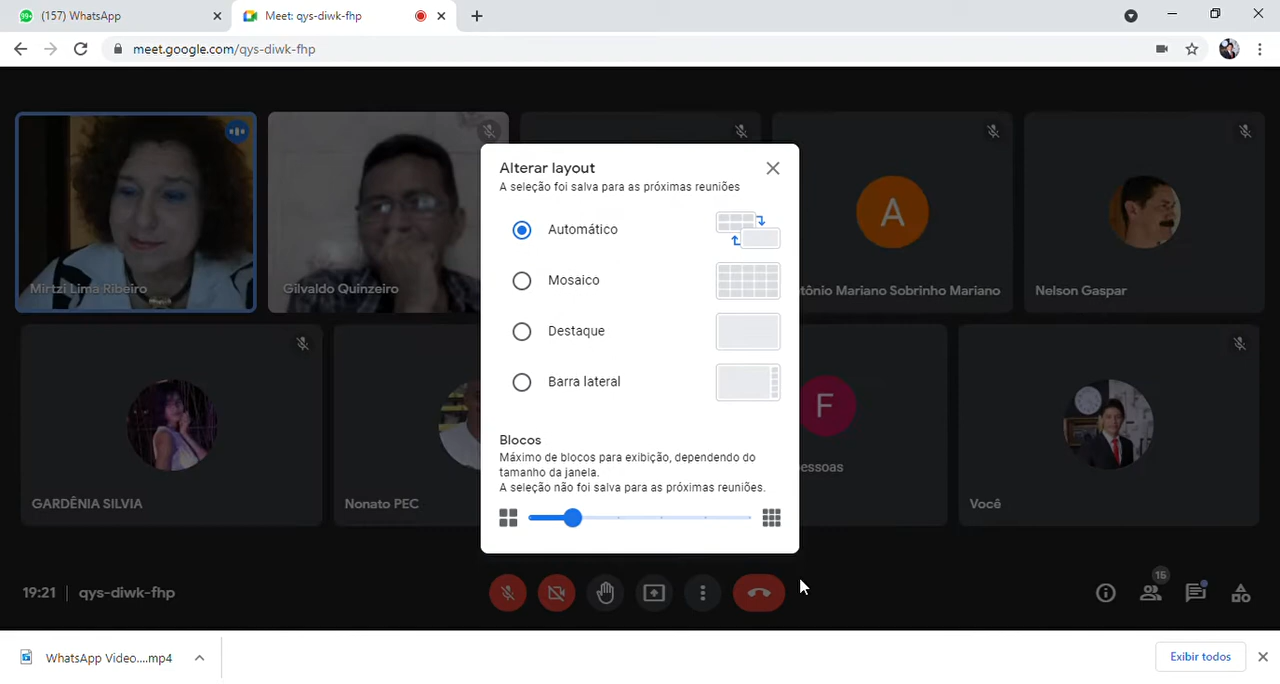 99+ (157) WhatsApp
Meet: qys-diwk-fhp
meet.google.com/qys-diwk-fhp
Mirtzi Lima Ribeiro
Gilvaldo Quinzeiro
tônio Mariano Sobrinho Mariano
A
Nelson Gaspar
Alterar layout
A seleção foi salva para as próximas reuniões
Automático
Mosaico
Destaque
Barra lateral
Blocos
Máximo de blocos para exibição, dependendo do
tamanho da janela.
A seleção não foi salva para as próximas reuniões.
GARDÊNIA SILVIA
Nonato PEC
F
essoas
Você
19:21 | qys-diwk-fhp
15
WhatsApp Video....mp4
Exibir todos